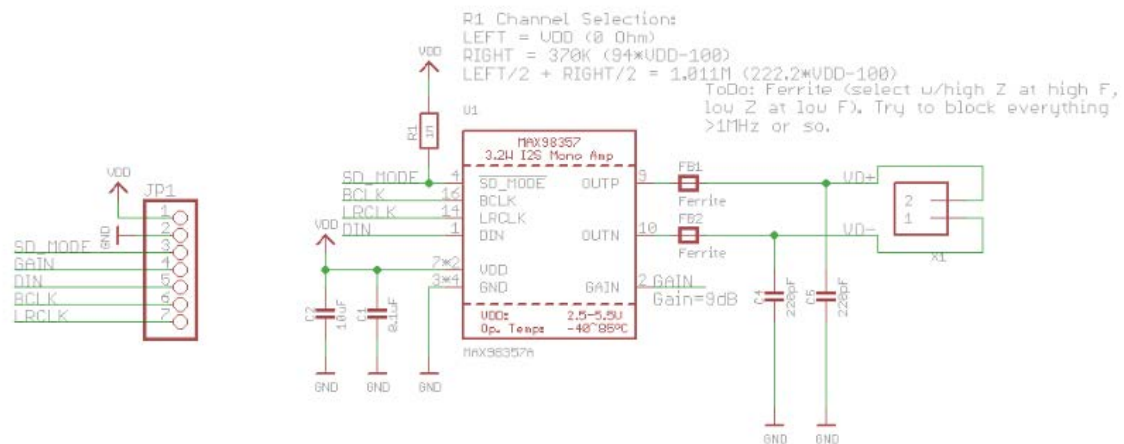 R1 Channel Selection:
LEFT = VDD (0 Ohm)
RIGHT = 370K (94*VDD-100)
LEFT/2 + RIGHT/2 = 1.011M (222.2*VDD-100)
ToDo: Ferrite (select w/high Z at high F,
low Z at low F). Try to block everything
>1MHz or so.
VDD
R1
1M
U1
MAX98357
3.2W I2S Mono Amp
SD_MODE 4 SD_MODE OUTP 9
BCLK 16 BCLK
LRCLK 14 LRCLK
DIN 1 DIN OUTN 10
7*2 VDD
3*4 GND GAIN 2 GAIN
Gain=9dB
VDD: 2.5-5.5V
Op. Temp: -40~85ºC
MAX98357A
FB1
Ferrite
FB2
Ferrite
VO+
VO-
2
1
X1
C4
220pF
C5
220pF
GND
GND
VDD
JP1
1
GND 2
SD_MODE 3
GAIN 4
DIN 5
BCLK 6
LRCLK 7
VDD
C2
10uF
C1
0.1uF
GND
GND
GND